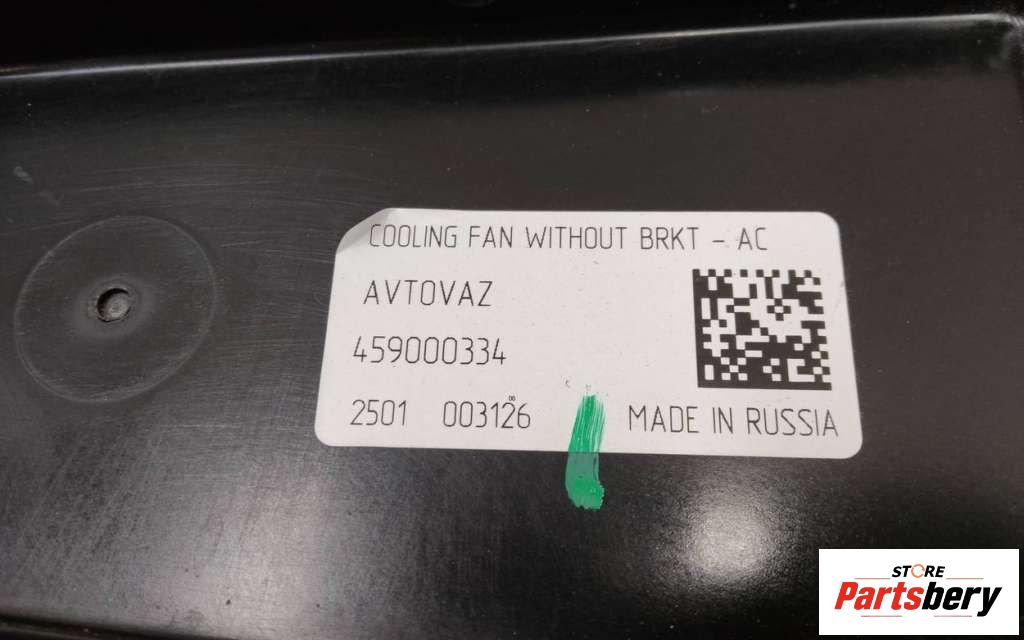 COOLING FAN WITHOUT BRKT - AC
AVTOVAZ
459000334
2501 003126
MADE IN RUSSIA
STORE
Partsbery